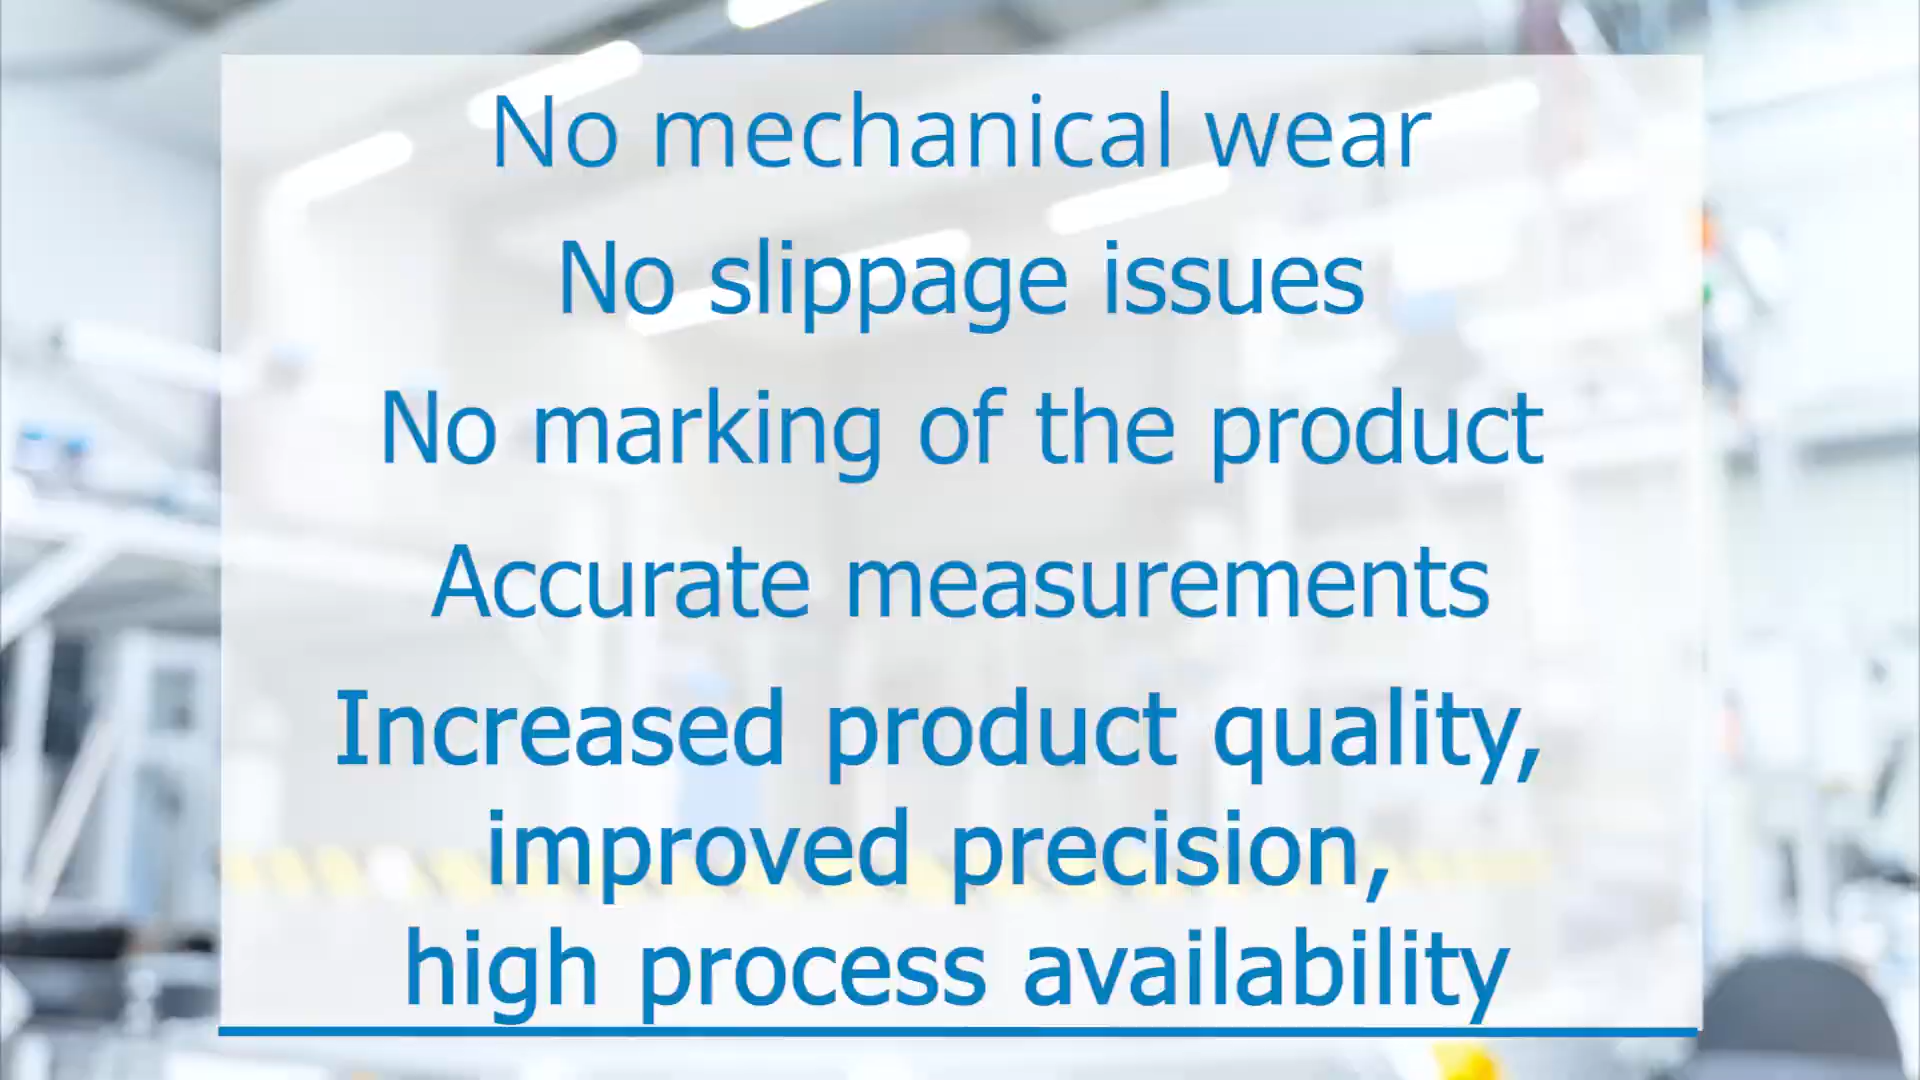 No mechanical wear
No slippage issues
No marking of the product
Accurate measurements
Increased product quality,
improved precision,
high process availability